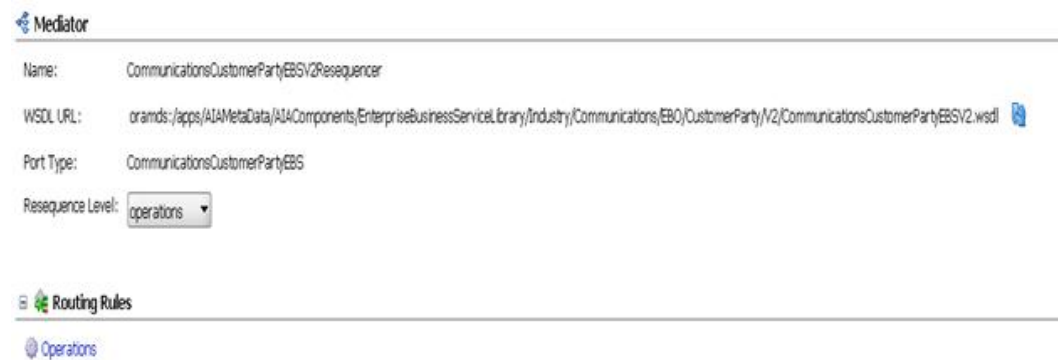 Mediator
Name: CommunicationsCustomerPartyEBSV2Resequencer
WSDL URL: oramds:/apps/AIAMetaData/AIAComponents/EnterpriseBusinessServiceLibrary/Industry/Communications/EBO/CustomerParty/V2/CommunicationsCustomerPartyEBSV2.wsdl
Port Type: CommunicationsCustomerPartyEBS
Resequence Level: operations
Routing Rules
Operations